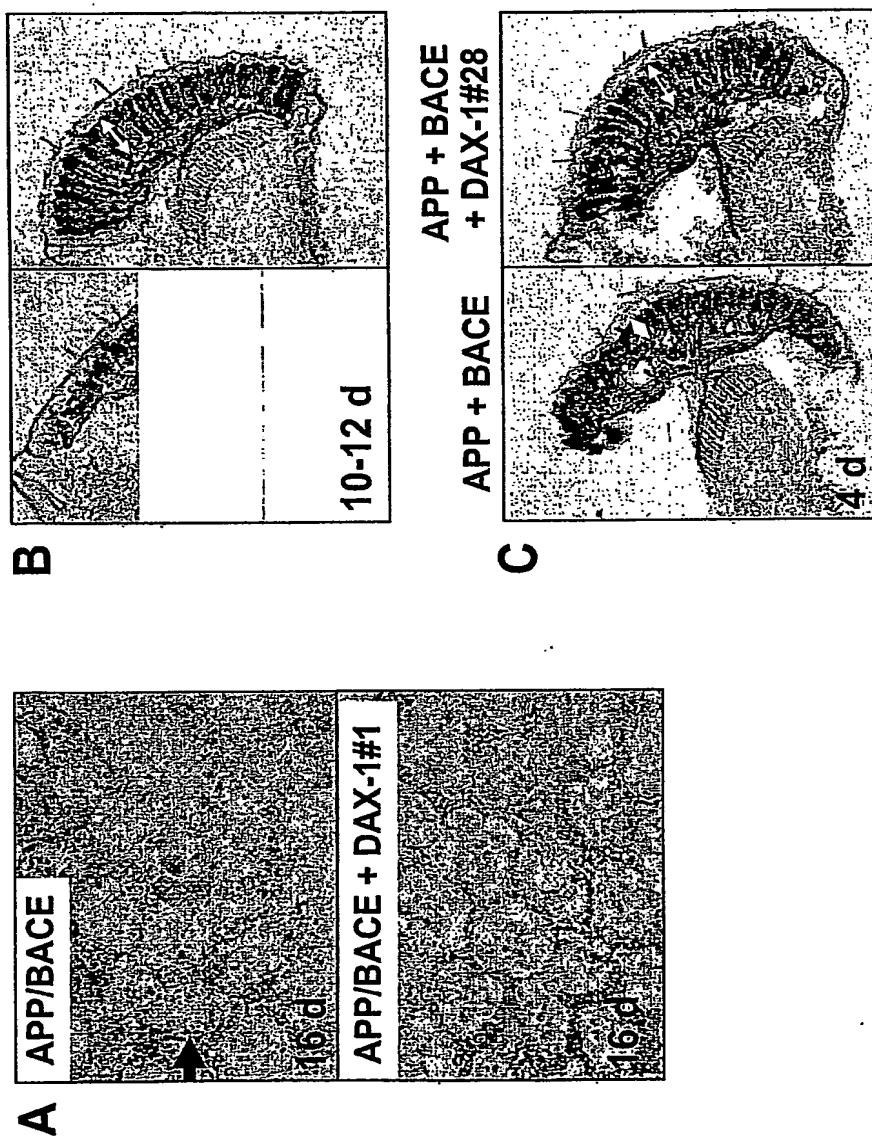 A
APP/BACE
16 d
APP/BACE + DAX-1#1
16 d
B
10-12 d
C
APP + BACE
APP + BACE
+ DAX-1#28
4 d